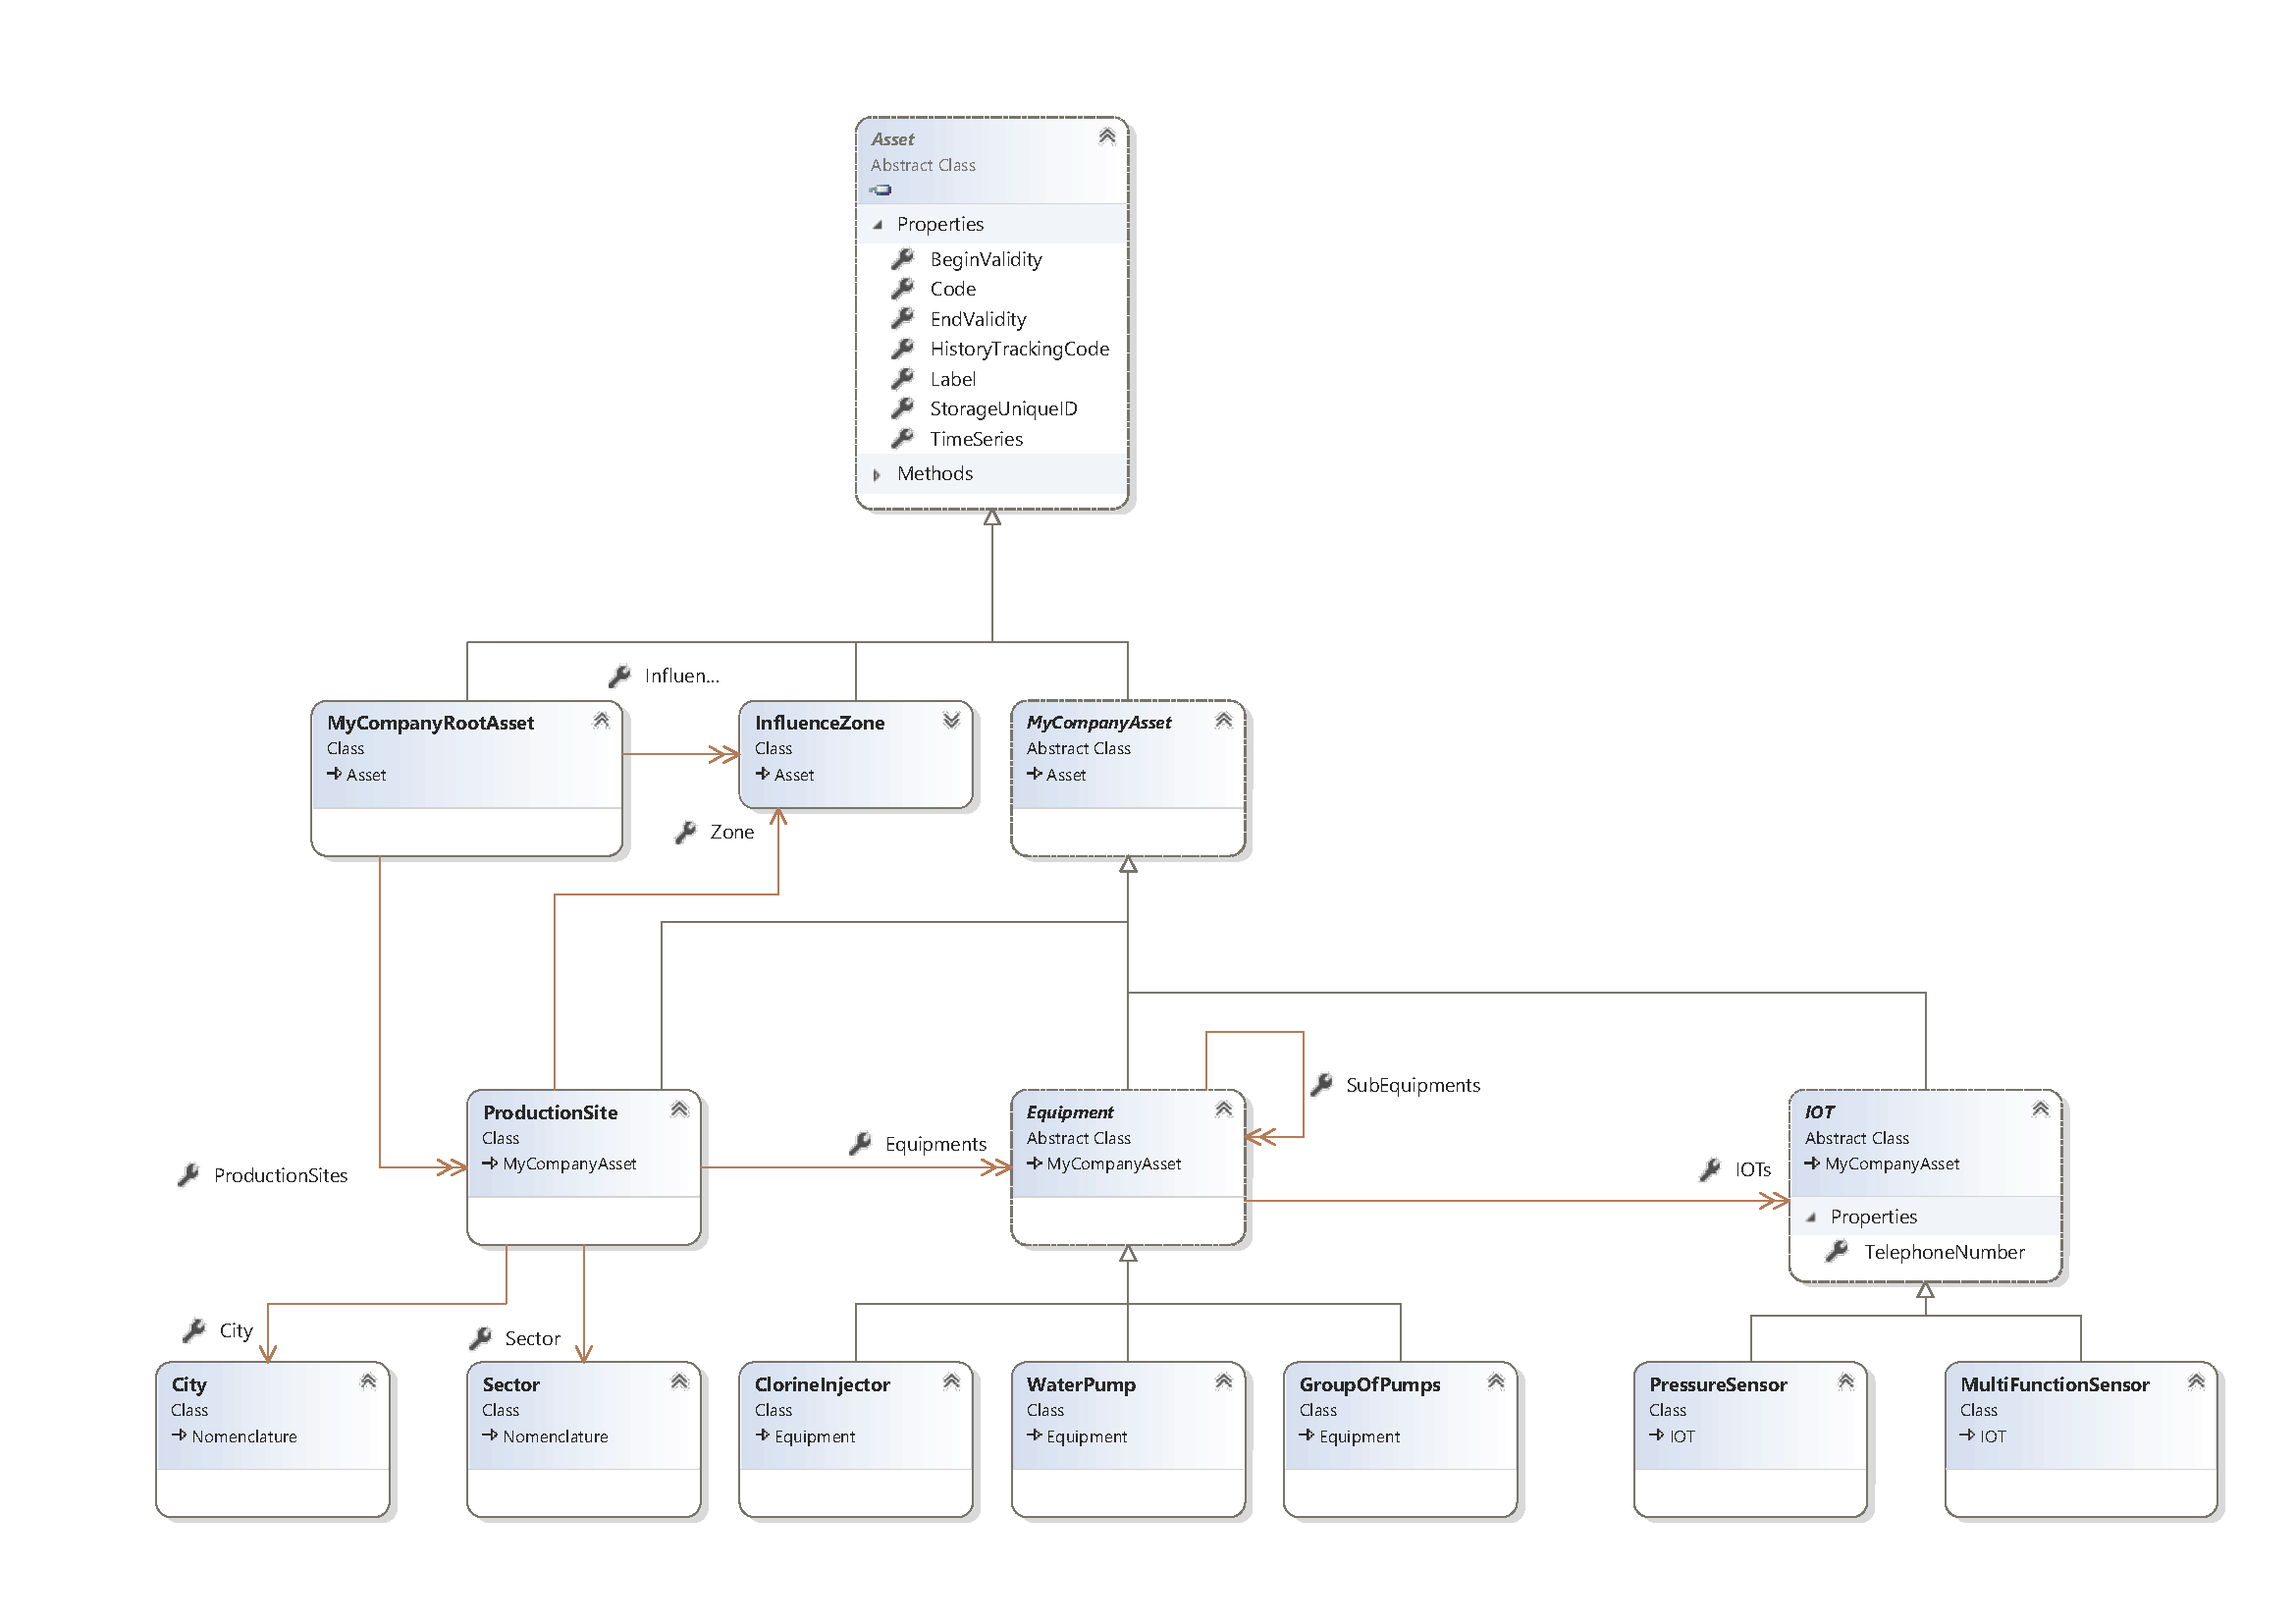 Asset
Abstract Class
Properties
BeginValidity
Code
EndValidity
HistoryTrackingCode
Label
StorageUniqueID
TimeSeries
Methods
Influen...
MyCompanyRootAsset
Class
Asset
InfluenceZone
Class
Asset
MyCompanyAsset
Abstract Class
Asset
Zone
ProductionSites
ProductionSite
Class
MyCompanyAsset
Equipments
Equipment
Abstract Class
MyCompanyAsset
SubEquipments
IOTs
IOT
Abstract Class
MyCompanyAsset
Properties
TelephoneNumber
City
Sector
City
Class
Nomenclature
Sector
Class
Nomenclature
ClorineInjector
Class
Equipment
WaterPump
Class
Equipment
GroupOfPumps
Class
Equipment
PressureSensor
Class
IOT
MultiFunctionSensor
Class
IOT